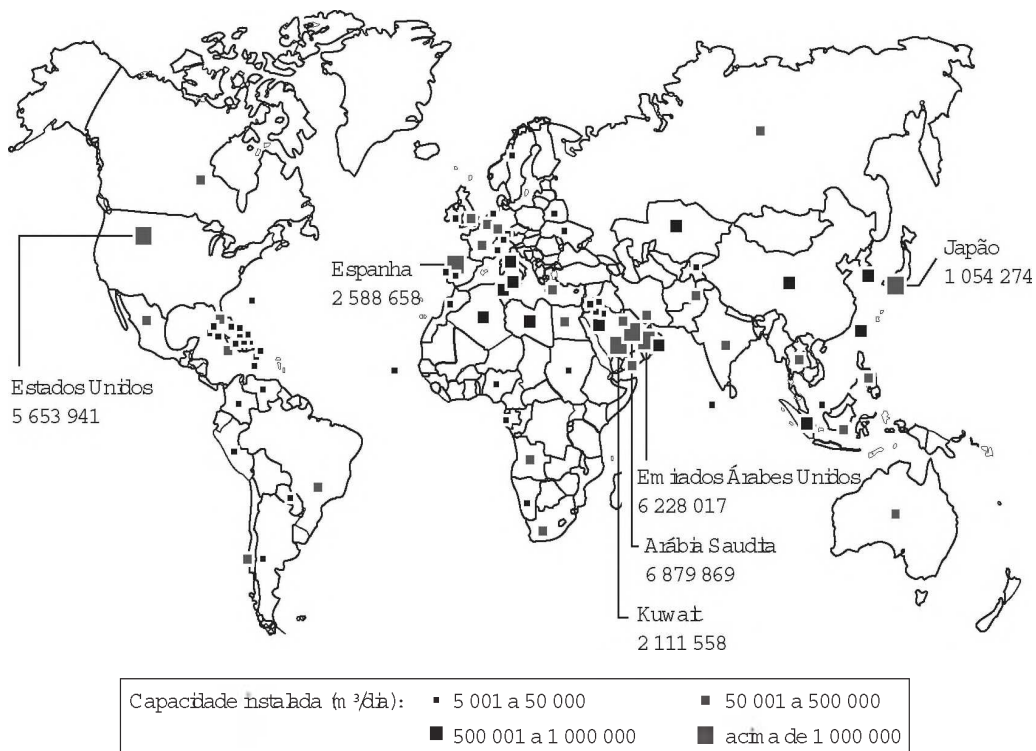 Japão
1 054 274
Espanha
2 588 658
Estados Unidos
5 653 941
Emirados Árabes Unidos
6 228 017
Arábia Saudita
6 879 869
Kuwait
2 111 558
Capacidade instalada (m³/dia):
5 001 a 50 000
50 001 a 500 000
500 001 a 1 000 000
acima de 1 000 000